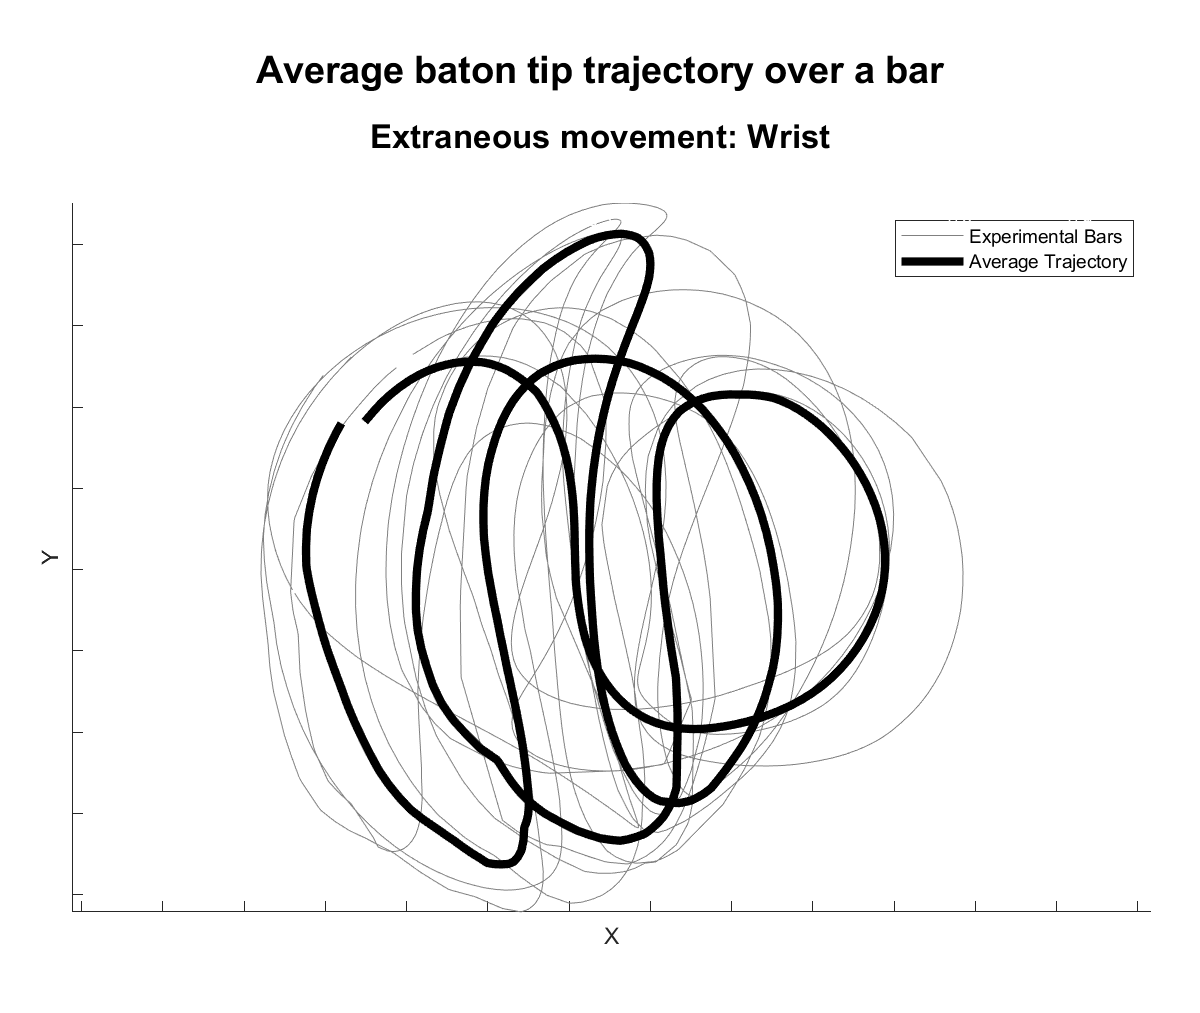 Average baton tip trajectory over a bar
Extraneous movement: Wrist
Experimental Bars
Average Trajectory
Y
X